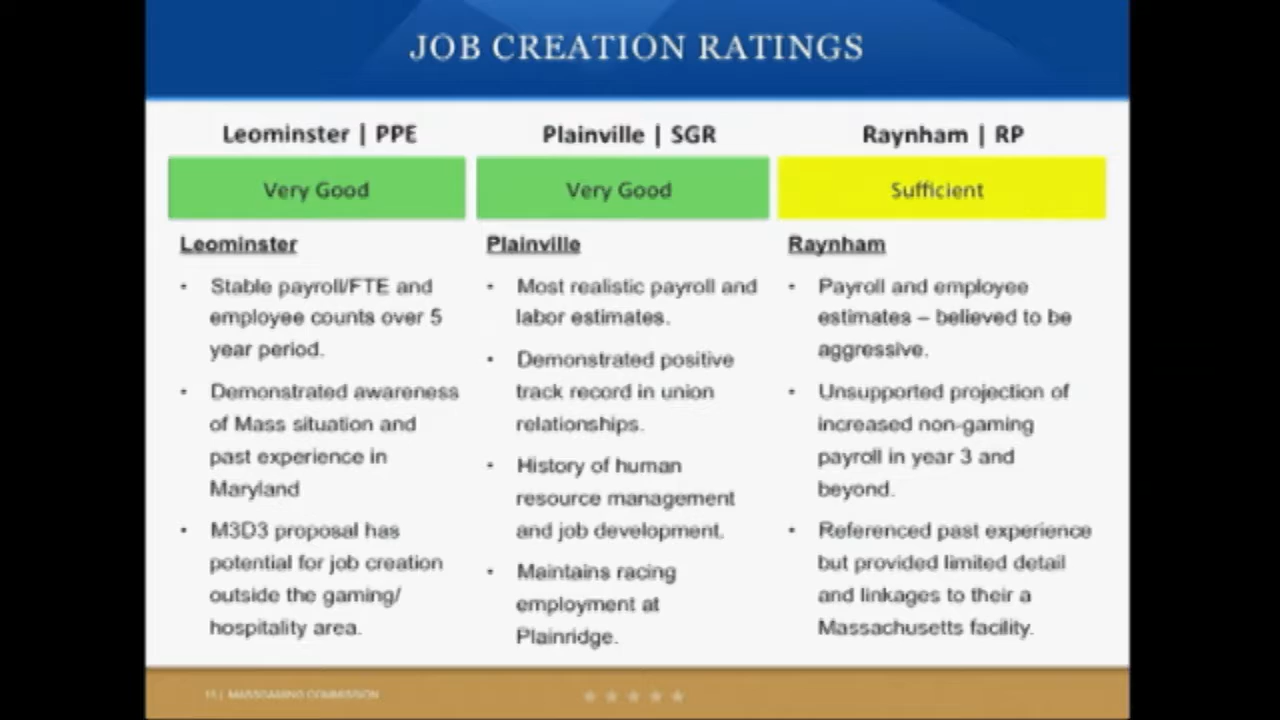 JOB CREATION RATINGS
Leominster | PPE
Plainville | SGR
Raynham | RP
Very Good
Very Good
Sufficient
Leominster
• Stable payroll/FTE and
employee counts over 5
year period.
• Demonstrated awareness
of Mass situation and
past experience in
Maryland
• M3D3 proposal has
potential for job creation
outside the gaming/
hospitality area.
Plainville
• Most realistic payroll and
labor estimates.
• Demonstrated positive
track record in union
relationships.
• History of human
resource management
and job development.
• Maintains racing
employment at
Plainridge.
Raynham
• Payroll and employee
estimates – believed to be
aggressive.
• Unsupported projection of
increased non-gaming
payroll in year 3 and
beyond.
• Referenced past experience
but provided limited detail
and linkages to their a
Massachusetts facility.
| MASSGAMING COMMISSION